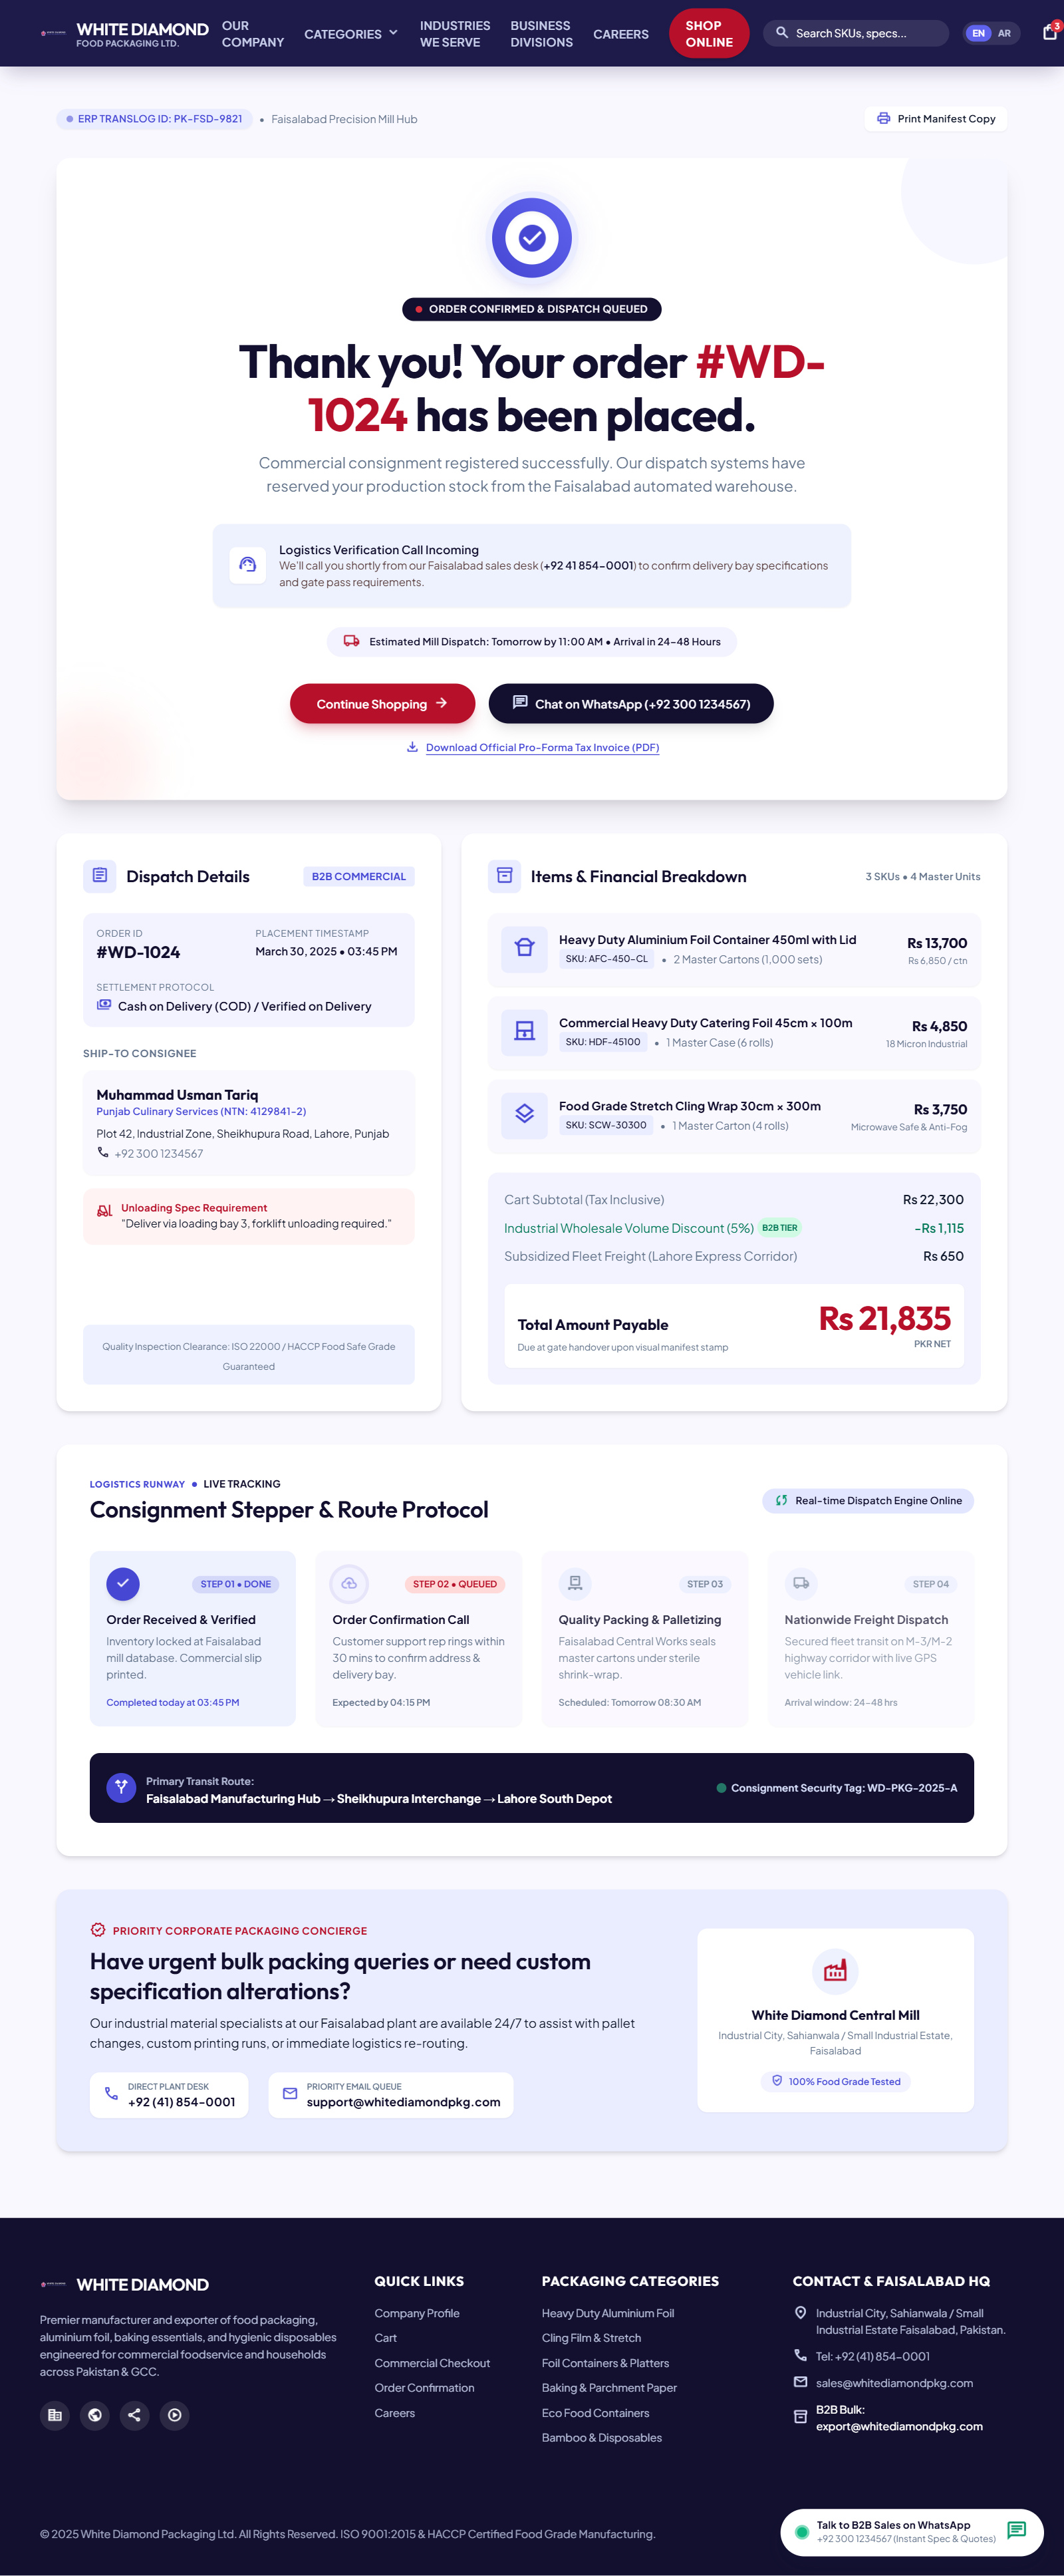 WHITE DIAMOND
FOOD PACKAGING LTD.
OUR
COMPANY
CATEGORIES
INDUSTRIES
WE SERVE
BUSINESS
DIVISIONS
CAREERS
SHOP
ONLINE
Search SKUs, specs...
EN AR
3
ERP TRANSLOG ID: PK-FSD-9821 • Faisalabad Precision Mill Hub
Print Manifest Copy
ORDER CONFIRMED & DISPATCH QUEUED
Thank you! Your order #WD-
1024 has been placed.
Commercial consignment registered successfully. Our dispatch systems have
reserved your production stock from the Faisalabad automated warehouse.
Logistics Verification Call Incoming
We'll call you shortly from our Faisalabad sales desk (+92 41 854-0001) to confirm delivery bay specifications
and gate pass requirements.
Estimated Mill Dispatch: Tomorrow by 11:00 AM • Arrival in 24-48 Hours
Continue Shopping
Chat on WhatsApp (+92 300 1234567)
Download Official Pro-Forma Tax Invoice (PDF)
Dispatch Details
B2B COMMERCIAL
ORDER ID
#WD-1024
PLACEMENT TIMESTAMP
March 30, 2025 • 03:45 PM
SETTLEMENT PROTOCOL
Cash on Delivery (COD) / Verified on Delivery
SHIP-TO CONSIGNEE
Muhammad Usman Tariq
Punjab Culinary Services (NTN: 4129841-2)
Plot 42, Industrial Zone, Sheikhupura Road, Lahore, Punjab
+92 300 1234567
Unloading Spec Requirement
"Deliver via loading bay 3, forklift unloading required."
Quality Inspection Clearance: ISO 22000 / HACCP Food Safe Grade
Guaranteed
Items & Financial Breakdown
3 SKUs • 4 Master Units
Heavy Duty Aluminium Foil Container 450ml with Lid
SKU: AFC-450-CL • 2 Master Cartons (1,000 sets)
Rs 13,700
Rs 6,850 / ctn
Commercial Heavy Duty Catering Foil 45cm × 100m
SKU: HDF-45100 • 1 Master Case (6 rolls)
Rs 4,850
18 Micron Industrial
Food Grade Stretch Cling Wrap 30cm × 300m
SKU: SCW-30300 • 1 Master Carton (4 rolls)
Rs 3,750
Microwave Safe & Anti-Fog
Cart Subtotal (Tax Inclusive) Rs 22,300
Industrial Wholesale Volume Discount (5%) B2B TIER -Rs 1,115
Subsidized Fleet Freight (Lahore Express Corridor) Rs 650
Total Amount Payable
Due at gate handover upon visual manifest stamp
Rs 21,835
PKR NET
LOGISTICS RUNWAY • LIVE TRACKING
Consignment Stepper & Route Protocol
Real-time Dispatch Engine Online
STEP 01 • DONE
Order Received & Verified
Inventory locked at Faisalabad
mill database. Commercial slip
printed.
Completed today at 03:45 PM
STEP 02 • QUEUED
Order Confirmation Call
Customer support rep rings within
30 mins to confirm address &
delivery bay.
Expected by 04:15 PM
STEP 03
Quality Packing & Palletizing
Faisalabad Central Works seals
master cartons under sterile
shrink-wrap.
Scheduled: Tomorrow 08:30 AM
STEP 04
Nationwide Freight Dispatch
Secured fleet transit on M-3/M-2
highway corridor with live GPS
vehicle link.
Arrival window: 24-48 hrs
Primary Transit Route:
Faisalabad Manufacturing Hub → Sheikhupura Interchange → Lahore South Depot
Consignment Security Tag: WD-PKG-2025-A
PRIORITY CORPORATE PACKAGING CONCIERGE
Have urgent bulk packing queries or need custom
specification alterations?
Our industrial material specialists at our Faisalabad plant are available 24/7 to assist with pallet
changes, custom printing runs, or immediate logistics re-routing.
DIRECT PLANT DESK
+92 (41) 854-0001
PRIORITY EMAIL QUEUE
support@whitediamondpkg.com
White Diamond Central Mill
Industrial City, Sahianwala / Small Industrial Estate,
Faisalabad
100% Food Grade Tested
WHITE DIAMOND
Premier manufacturer and exporter of food packaging,
aluminium foil, baking essentials, and hygienic disposables
engineered for commercial foodservice and households
across Pakistan & GCC.
QUICK LINKS
Company Profile
Cart
Commercial Checkout
Order Confirmation
Careers
PACKAGING CATEGORIES
Heavy Duty Aluminium Foil
Cling Film & Stretch
Foil Containers & Platters
Baking & Parchment Paper
Eco Food Containers
Bamboo & Disposables
CONTACT & FAISALABAD HQ
Industrial City, Sahianwala / Small
Industrial Estate Faisalabad, Pakistan.
Tel: +92 (41) 854-0001
sales@whitediamondpkg.com
B2B Bulk:
export@whitediamondpkg.com
© 2025 White Diamond Packaging Ltd. All Rights Reserved. ISO 9001:2015 & HACCP Certified Food Grade Manufacturing.
Talk to B2B Sales on WhatsApp
+92 300 1234567 (Instant Spec & Quotes)